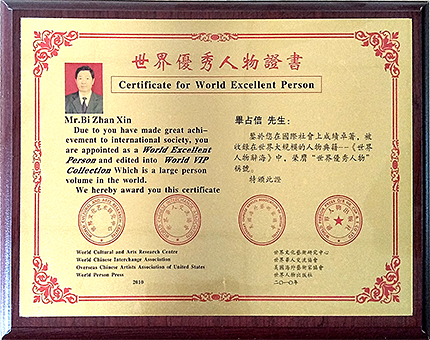 世界優秀人物證書
Certificate for World Excellent Person
Mr.Bi Zhan Xin
Due to you have made great achi-
evement to international society, you
are appointed as a World Excellent
Person and edited into World VIP
Collection Which is a large person
volume in the world.
We hereby award you this certificate
畢占信 先生:
鑒於您在國際社會上成績卓著,被
收錄在世界大規模的人物典籍--《世界
人物辭海》中,榮膺"世界優秀人物"
稱號。
特頒此證
World Cultural and Arts Research Center
World Chinese Interchange Association
Overseas Chinese Artists Association of United States
World Person Press
2010
世界文化藝術研究中心
世界華人交流協會
美國海外藝術家協會
世界人物出版社
二〇一〇年